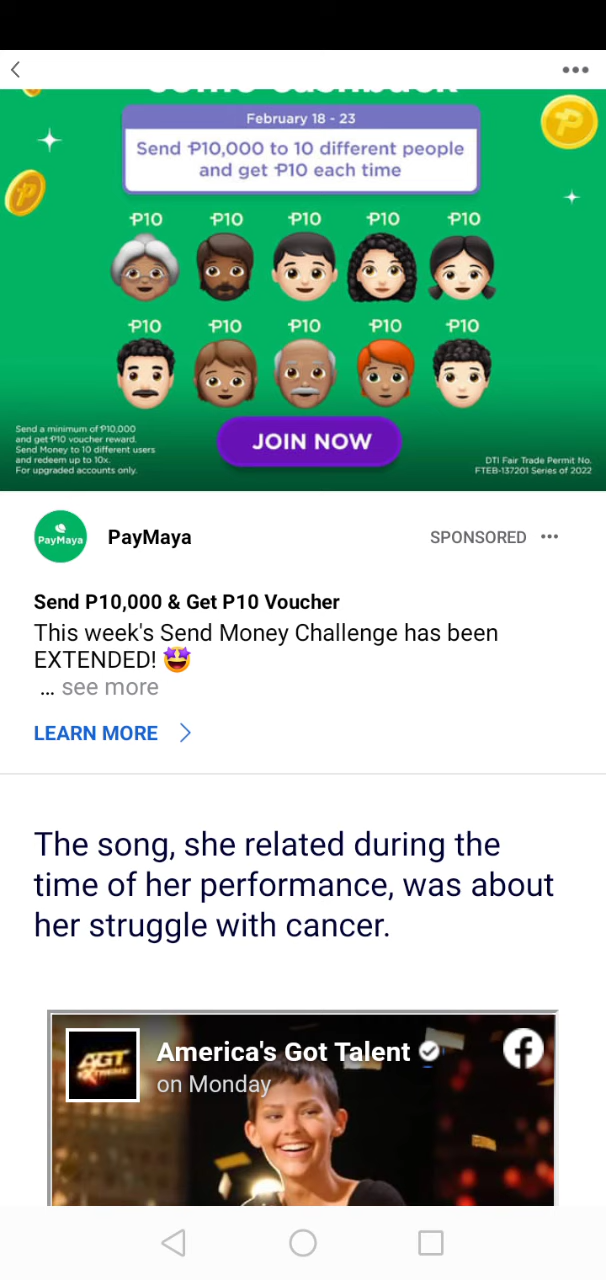 February 18 - 23
Send ₱10,000 to 10 different people
and get ₱10 each time
₱10 ₱10 ₱10 ₱10 ₱10
₱10 ₱10 ₱10 ₱10 ₱10
Send a minimum of ₱10,000
and get ₱10 voucher reward.
Send Money to 10 different users
and redeem up to 10x.
For upgraded accounts only.
JOIN NOW
DTI Fair Trade Permit No.
FTEB-137201 Series of 2022
PayMaya
PayMaya
SPONSORED
Send P10,000 & Get P10 Voucher
This week's Send Money Challenge has been
EXTENDED! 🤩
... see more
LEARN MORE
The song, she related during the
time of her performance, was about
her struggle with cancer.
AGT
EXTREME
America's Got Talent
on Monday